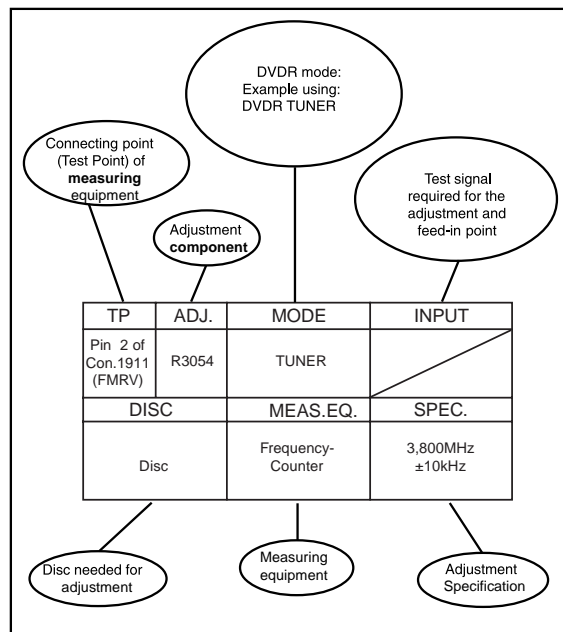 DVDR mode:
Example using:
DVDR TUNER
Connecting point
(Test Point) of
measuring
equipment
Test signal
required for the
adjustment and
feed-in point
Adjustment
component
TP ADJ. MODE INPUT
Pin 2 of
Con.1911
(FMRV)
R3054
TUNER
DISC MEAS.EQ. SPEC.
Disc
Frequency-
Counter
3,800MHz
±10kHz
Disc needed for
adjustment
Measuring
equipment
Adjustment
Specification